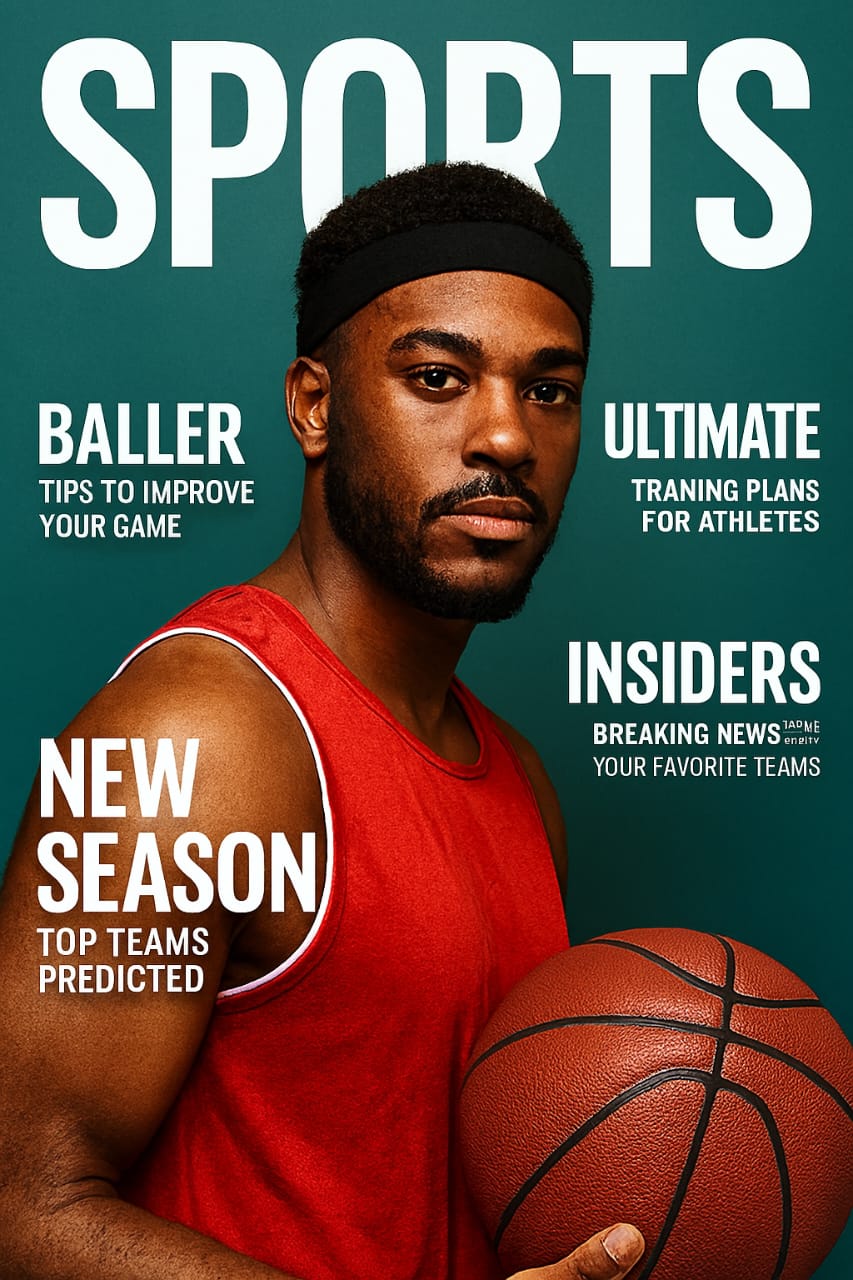 SPORTS
BALLER
TIPS TO IMPROVE
YOUR GAME
ULTIMATE
TRANING PLANS
FOR ATHLETES
INSIDERS
BREAKING NEWS
YOUR FAVORITE TEAMS
NEW
SEASON
TOP TEAMS
PREDICTED